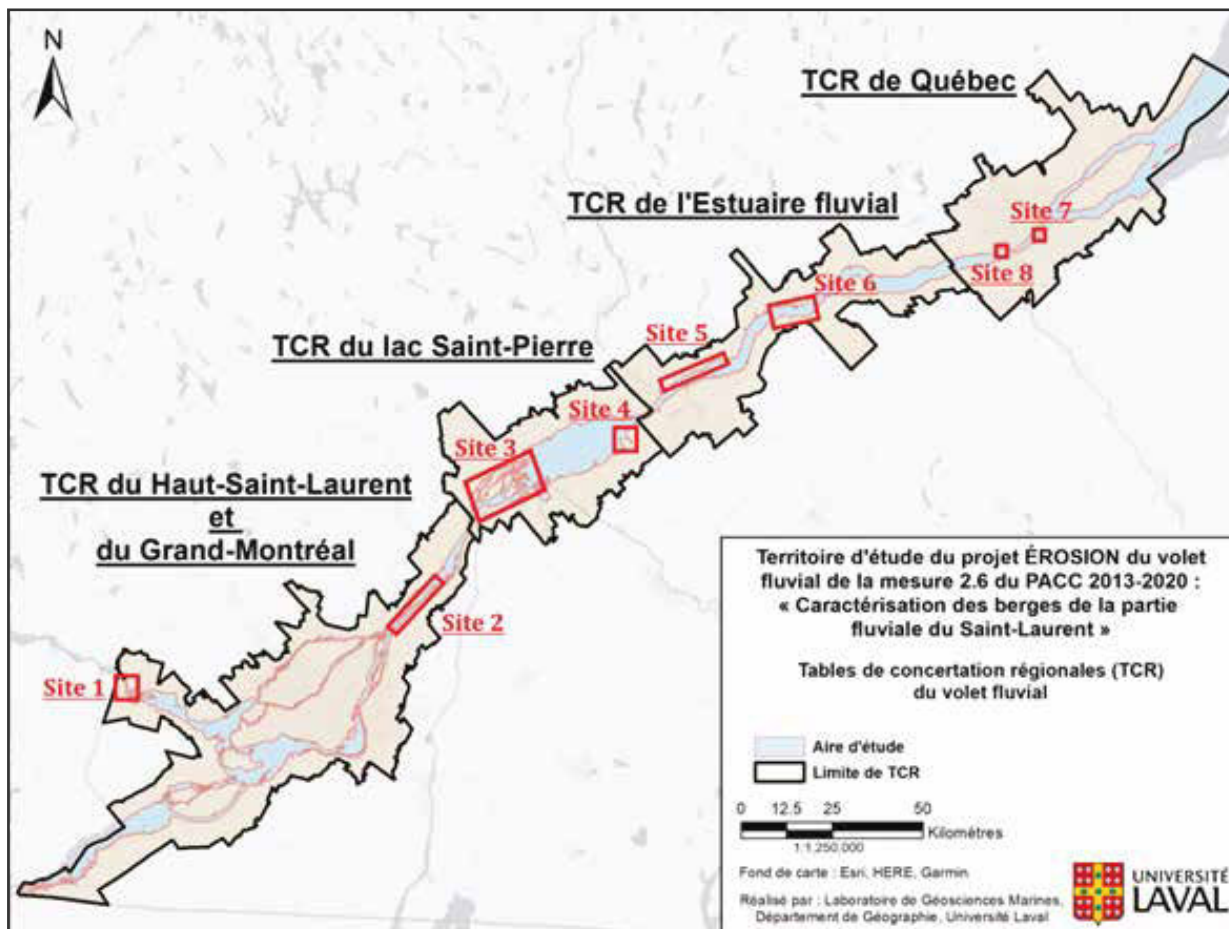 N
TCR de Québec
TCR de l'Estuaire fluvial
Site 7
Site 8
Site 6
TCR du lac Saint-Pierre
Site 5
Site 4
Site 3
TCR du Haut-Saint-Laurent
et
du Grand-Montréal
Site 2
Site 1
Territoire d'étude du projet ÉROSION du volet
fluvial de la mesure 2.6 du PACC 2013-2020 :
« Caractérisation des berges de la partie
fluviale du Saint-Laurent »
Tables de concertation régionales (TCR)
du volet fluvial
Aire d'étude
Limite de TCR
0 12.5 25 50
Kilomètres
1:1.250.000
Fond de carte : Esri, HERE, Garmin
Réalisé par : Laboratoire de Géosciences Marines,
Département de Géographie, Université Laval
UNIVERSITÉ
LAVAL